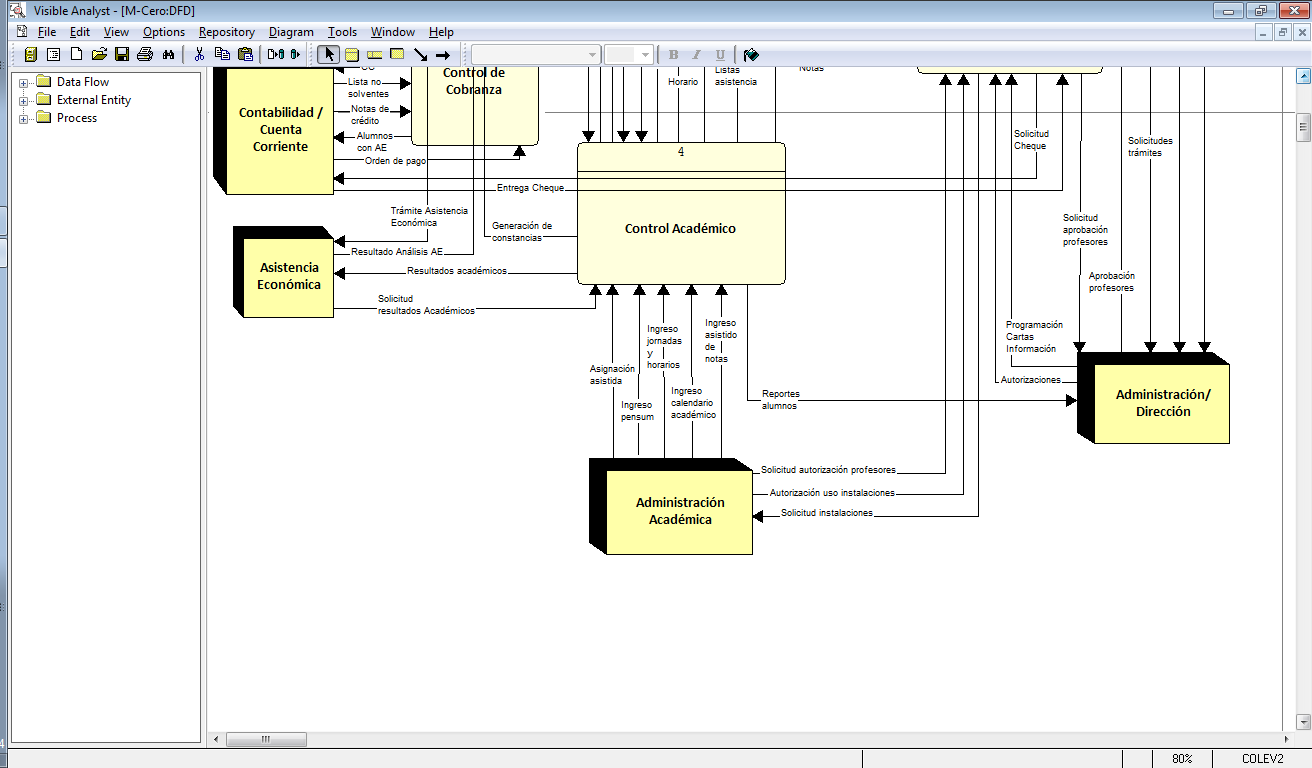 Visible Analyst - [M-Cero:DFD]
File Edit View Options Repository Diagram Tools Window Help
B I U
Data Flow
External Entity
Process
Control de
Cobranza
Lista no
solventes
Notas de
crédito
Alumnos
con AE
Orden de pago
Contabilidad /
Cuenta
Corriente
Horario
Listas
asistencia
Notas
4
Control Académico
Entrega Cheque
Solicitud
Cheque
Solicitudes
trámites
Trámite Asistencia
Económica
Generación de
constancias
Resultado Análisis AE
Resultados académicos
Asistencia
Económica
Solicitud
resultados Académicos
Solicitud
aprobación
profesores
Aprobación
profesores
Programación
Cartas
Información
Autorizaciones
Administración/
Dirección
Asignación
asistida
Ingreso
pensum
Ingreso
jornadas
y
horarios
Ingreso
calendario
académico
Ingreso
asistido
de
notas
Reportes
alumnos
Solicitud autorización profesores
Autorización uso instalaciones
Solicitud instalaciones
Administración
Académica
80%
COLEV2